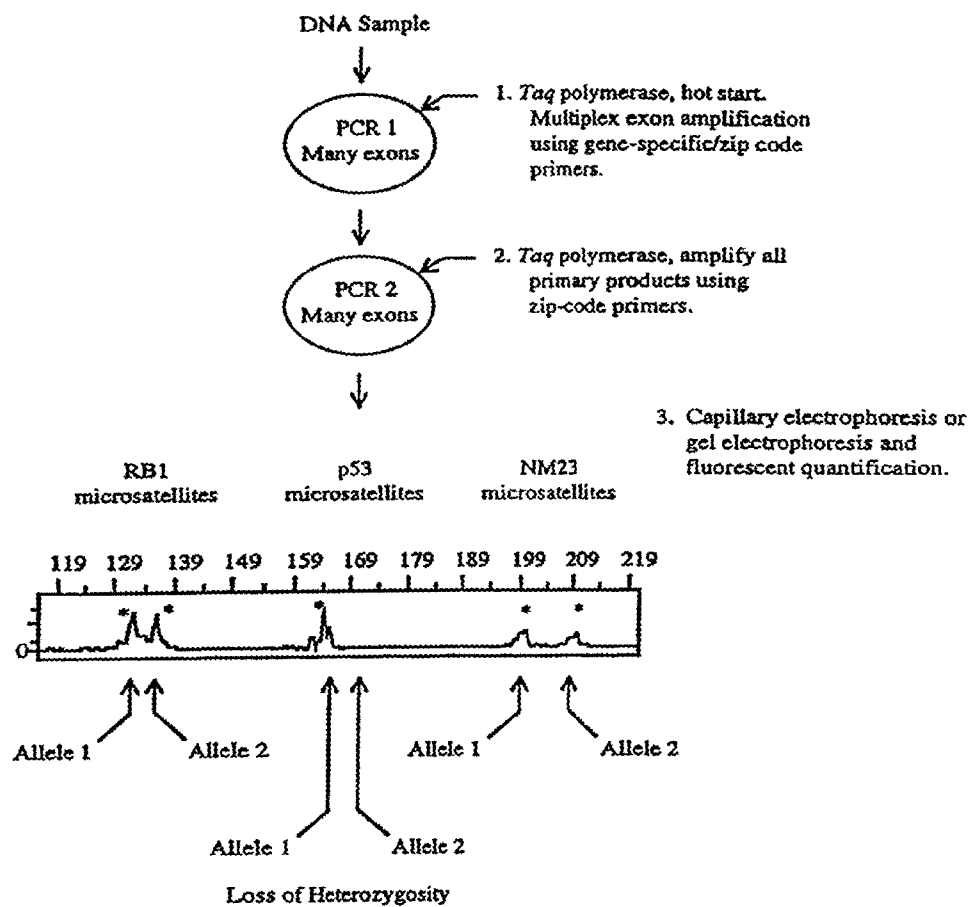 DNA Sample
PCR 1
Many exons
1. Taq polymerase, hot start.
Multiplex exon amplification
using gene-specific/zip code
primers.
PCR 2
Many exons
2. Taq polymerase, amplify all
primary products using
zip-code primers.
3. Capillary electrophoresis or
gel electrophoresis and
fluorescent quantification.
RB1
microsatellites
p53
microsatellites
NM23
microsatellites
119 129 139 149 159 169 179 189 199 209 219
* * * * *
0
Allele 1
Allele 2
Allele 1
Allele 2
Allele 1
Allele 2
Loss of Heterozygosity